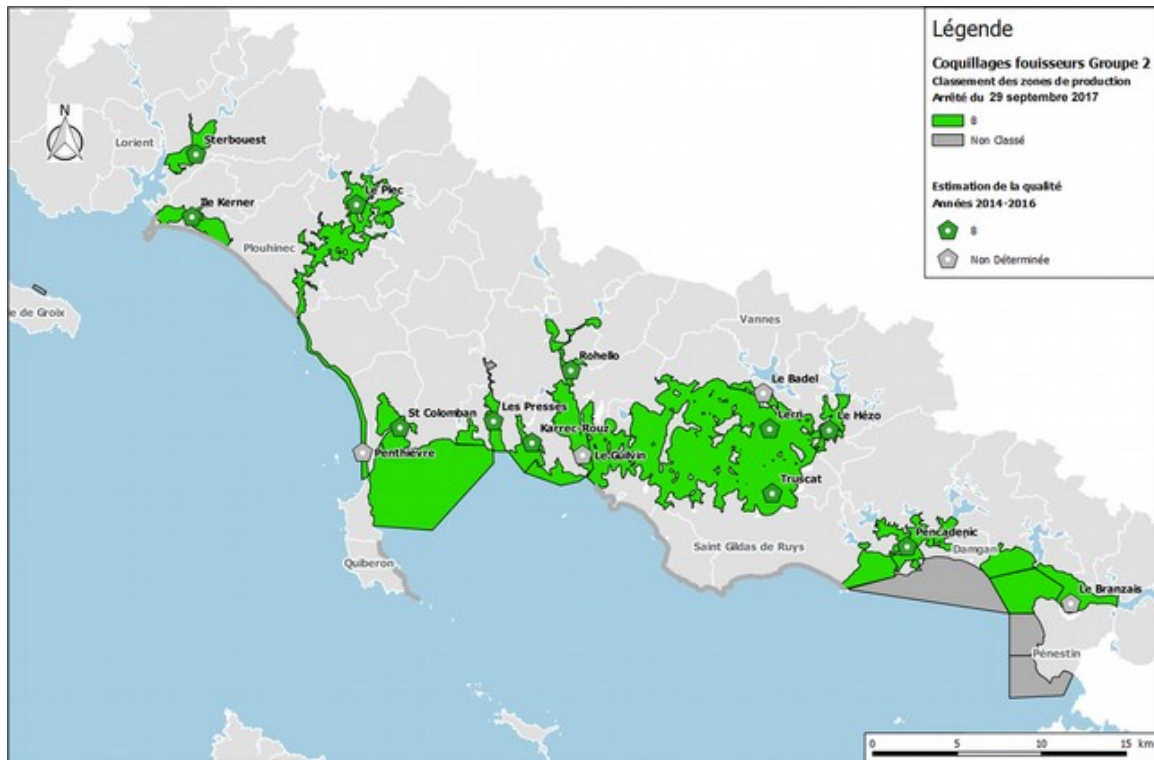 Légende
Coquillages fouisseurs Groupe 2
Classement des zones de production
Arrêté du 29 septembre 2017
B
Non Classé
Estimation de la qualité
Années 2014-2016
B
Non Déterminée
N
Lorient
Sterbouest
Ile Kerner
Le Plec
Plouhinec
e de Groix
Vannes
Rohello
Le Badel
St Colomban
Les Presses
Lern
Le Hézo
Karrec-Rouz
Penthièvre
Le Guilvin
Truscat
Pencadenic
Saint Gildas de Ruys
Damgan
Quiberon
Le Branzais
Pénestin
0 5 10 15 km